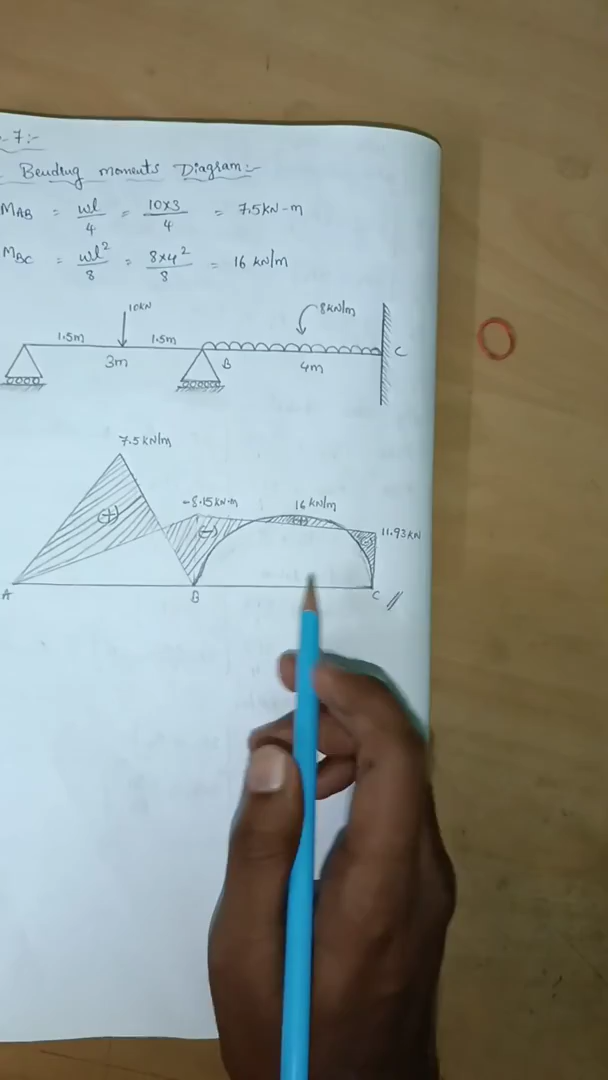 7:-
Bending moments Diagram:-
MAB = wl/4 = 10×3/4 = 7.5 KN-m
MBC = wl²/8 = 8×4²/8 = 16 KN/m
10KN
8KN/m
1.5m 1.5m
3m B 4m C
7.5 KN/m
-8.15 KN-m 16 KN/m
(+) (-) (+) (-) 11.93 KN
A B C //